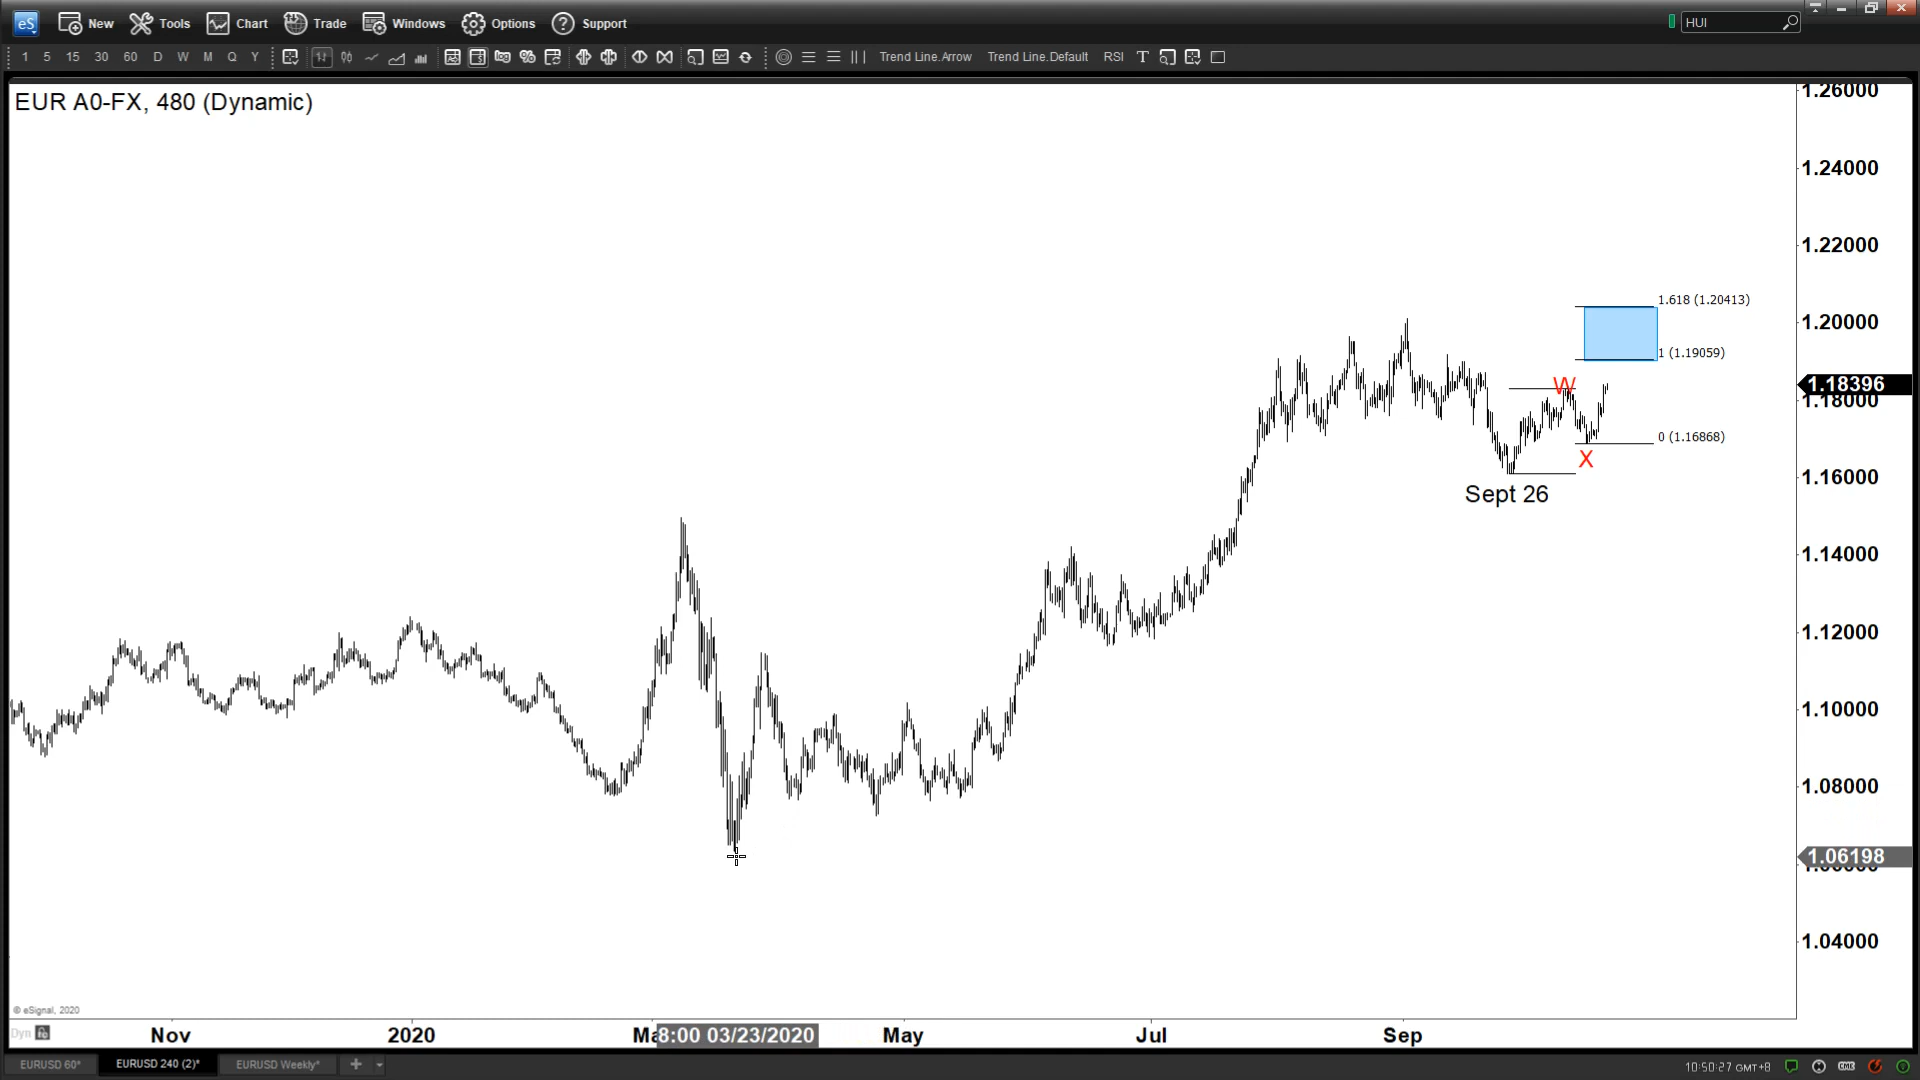 eS New Tools Chart Trade Windows Options Support HUI
1 5 15 30 60 D W M Q Y log % Trend Line.Arrow Trend Line.Default RSI T
EUR A0-FX, 480 (Dynamic)
1.26000
1.24000
1.22000
1.618 (1.20413)
1.20000
1 (1.19059)
W
1.18396
1.18000
0 (1.16868)
X
1.16000
Sept 26
1.14000
1.12000
1.10000
1.08000
1.06198
1.04000
© eSignal, 2020
Dyn
Nov 2020 8:00 03/23/2020 May Jul Sep
EURUSD 60* EURUSD 240 (2)* EURUSD Weekly* +
10:50:27 GMT+8